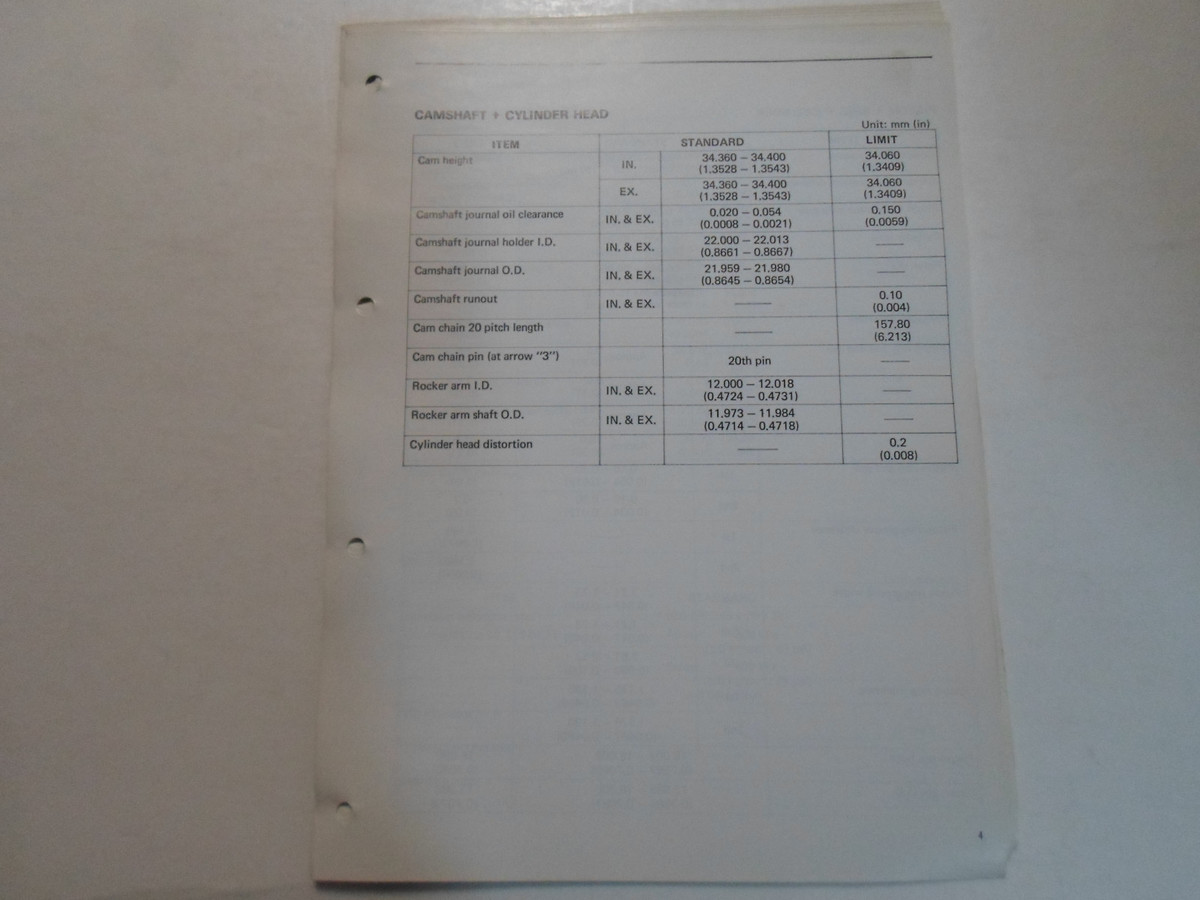 CAMSHAFT + CYLINDER HEAD
Unit: mm (in)
ITEM STANDARD LIMIT
Cam height IN. 34.360 – 34.400 34.060
(1.3528 – 1.3543) (1.3409)
EX. 34.360 – 34.400 34.060
(1.3528 – 1.3543) (1.3409)
Camshaft journal oil clearance IN. & EX. 0.020 – 0.054 0.150
(0.0008 – 0.0021) (0.0059)
Camshaft journal holder I.D. IN. & EX. 22.000 – 22.013 ——
(0.8661 – 0.8667)
Camshaft journal O.D. IN. & EX. 21.959 – 21.980 ——
(0.8645 – 0.8654)
Camshaft runout IN. & EX. —— 0.10
(0.004)
Cam chain 20 pitch length —— 157.80
(6.213)
Cam chain pin (at arrow "3") 20th pin ——
Rocker arm I.D. IN. & EX. 12.000 – 12.018 ——
(0.4724 – 0.4731)
Rocker arm shaft O.D. IN. & EX. 11.973 – 11.984 ——
(0.4714 – 0.4718)
Cylinder head distortion —— 0.2
(0.008)
4